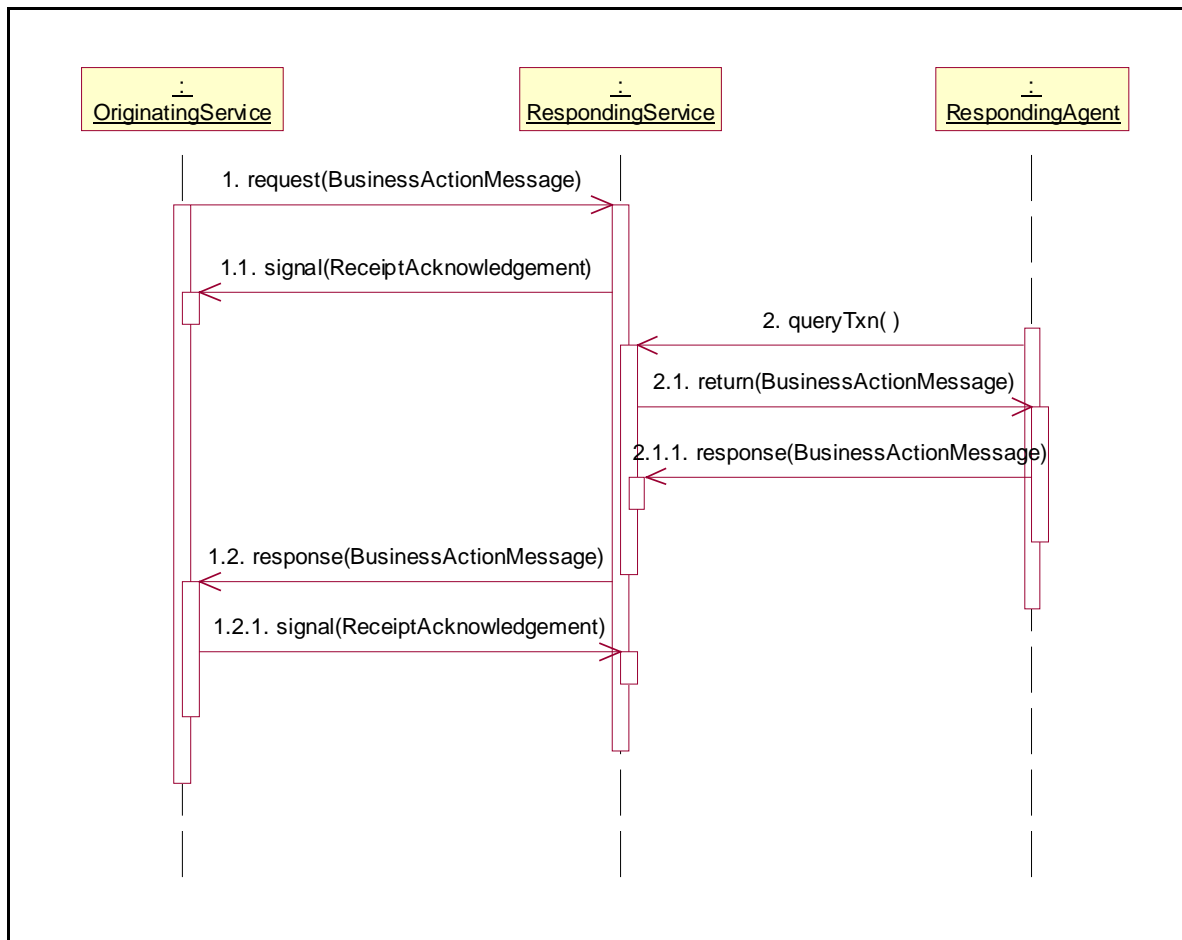 :
OriginatingService
:
RespondingService
:
RespondingAgent
1. request(BusinessActionMessage)
1.1. signal(ReceiptAcknowledgement)
2. queryTxn( )
2.1. return(BusinessActionMessage)
2.1.1. response(BusinessActionMessage)
1.2. response(BusinessActionMessage)
1.2.1. signal(ReceiptAcknowledgement)